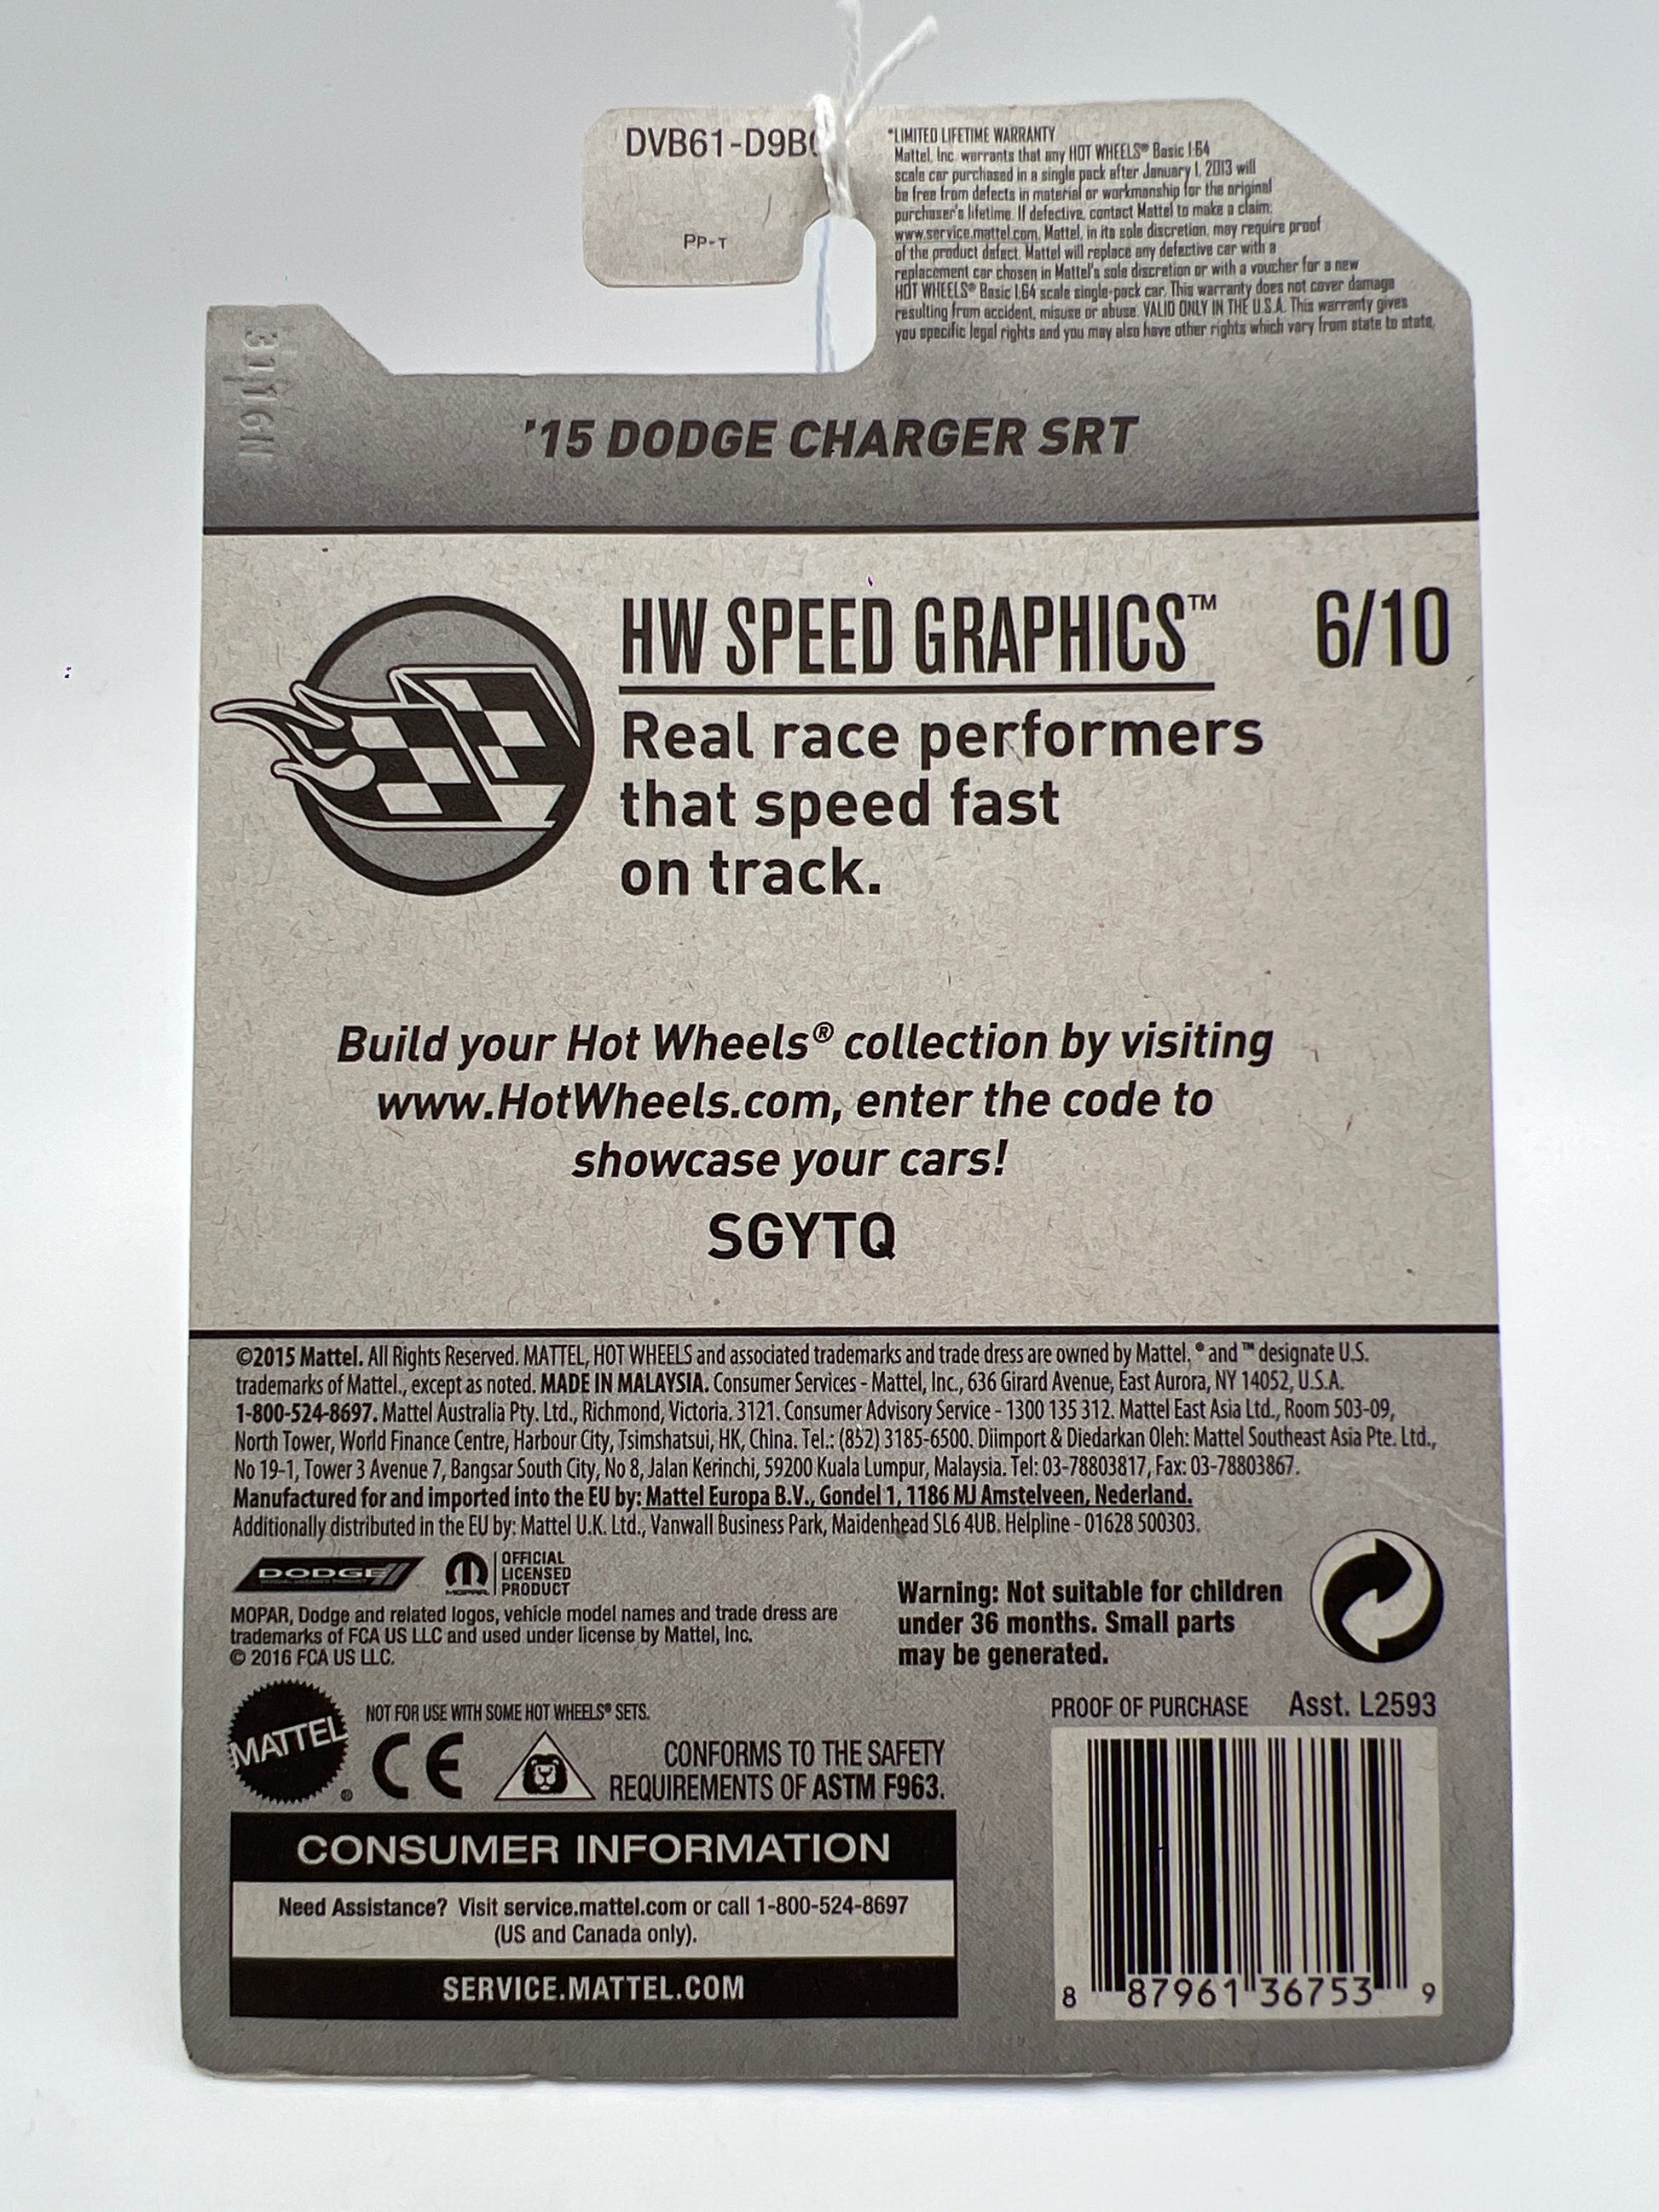 DVB61-D9B
PP-T
*LIMITED LIFETIME WARRANTY
Mattel, Inc. warrants that any HOT WHEELS® Basic 1:64
scale car purchased in a single pack after January 1, 2013 will
be free from defects in material or workmanship for the original
purchaser's lifetime. If defective, contact Mattel to make a claim:
www.service.mattel.com. Mattel, in its sole discretion, may require proof
of the product defect. Mattel will replace any defective car with a
replacement car chosen in Mattel's sole discretion or with a voucher for a new
HOT WHEELS® Basic 1:64 scale single-pack car. This warranty does not cover damage
resulting from accident, misuse or abuse. VALID ONLY IN THE U.S.A. This warranty gives
you specific legal rights and you may also have other rights which vary from state to state.
'15 DODGE CHARGER SRT
HW SPEED GRAPHICS™ 6/10
Real race performers
that speed fast
on track.
Build your Hot Wheels® collection by visiting
www.HotWheels.com, enter the code to
showcase your cars!
SGYTQ
©2015 Mattel. All Rights Reserved. MATTEL, HOT WHEELS and associated trademarks and trade dress are owned by Mattel. ® and ™ designate U.S.
trademarks of Mattel., except as noted. MADE IN MALAYSIA. Consumer Services - Mattel, Inc., 636 Girard Avenue, East Aurora, NY 14052, U.S.A.
1-800-524-8697. Mattel Australia Pty. Ltd., Richmond, Victoria. 3121. Consumer Advisory Service - 1300 135 312. Mattel East Asia Ltd., Room 503-09,
North Tower, World Finance Centre, Harbour City, Tsimshatsui, HK, China. Tel.: (852) 3185-6500. Diimport & Diedarkan Oleh: Mattel Southeast Asia Pte. Ltd.,
No 19-1, Tower 3 Avenue 7, Bangsar South City, No 8, Jalan Kerinchi, 59200 Kuala Lumpur, Malaysia. Tel: 03-78803817, Fax: 03-78803867.
Manufactured for and imported into the EU by: Mattel Europa B.V., Gondel 1, 1186 MJ Amstelveen, Nederland.
Additionally distributed in the EU by: Mattel U.K. Ltd., Vanwall Business Park, Maidenhead SL6 4UB. Helpline - 01628 500303.
DODGE
MOPAR
OFFICIAL
LICENSED
PRODUCT
MOPAR, Dodge and related logos, vehicle model names and trade dress are
trademarks of FCA US LLC and used under license by Mattel, Inc.
© 2016 FCA US LLC.
Warning: Not suitable for children
under 36 months. Small parts
may be generated.
MATTEL®
NOT FOR USE WITH SOME HOT WHEELS® SETS.
CE
CONFORMS TO THE SAFETY
REQUIREMENTS OF ASTM F963.
PROOF OF PURCHASE Asst. L2593
CONSUMER INFORMATION
Need Assistance? Visit service.mattel.com or call 1-800-524-8697
(US and Canada only).
SERVICE.MATTEL.COM
8 87961 36753 9